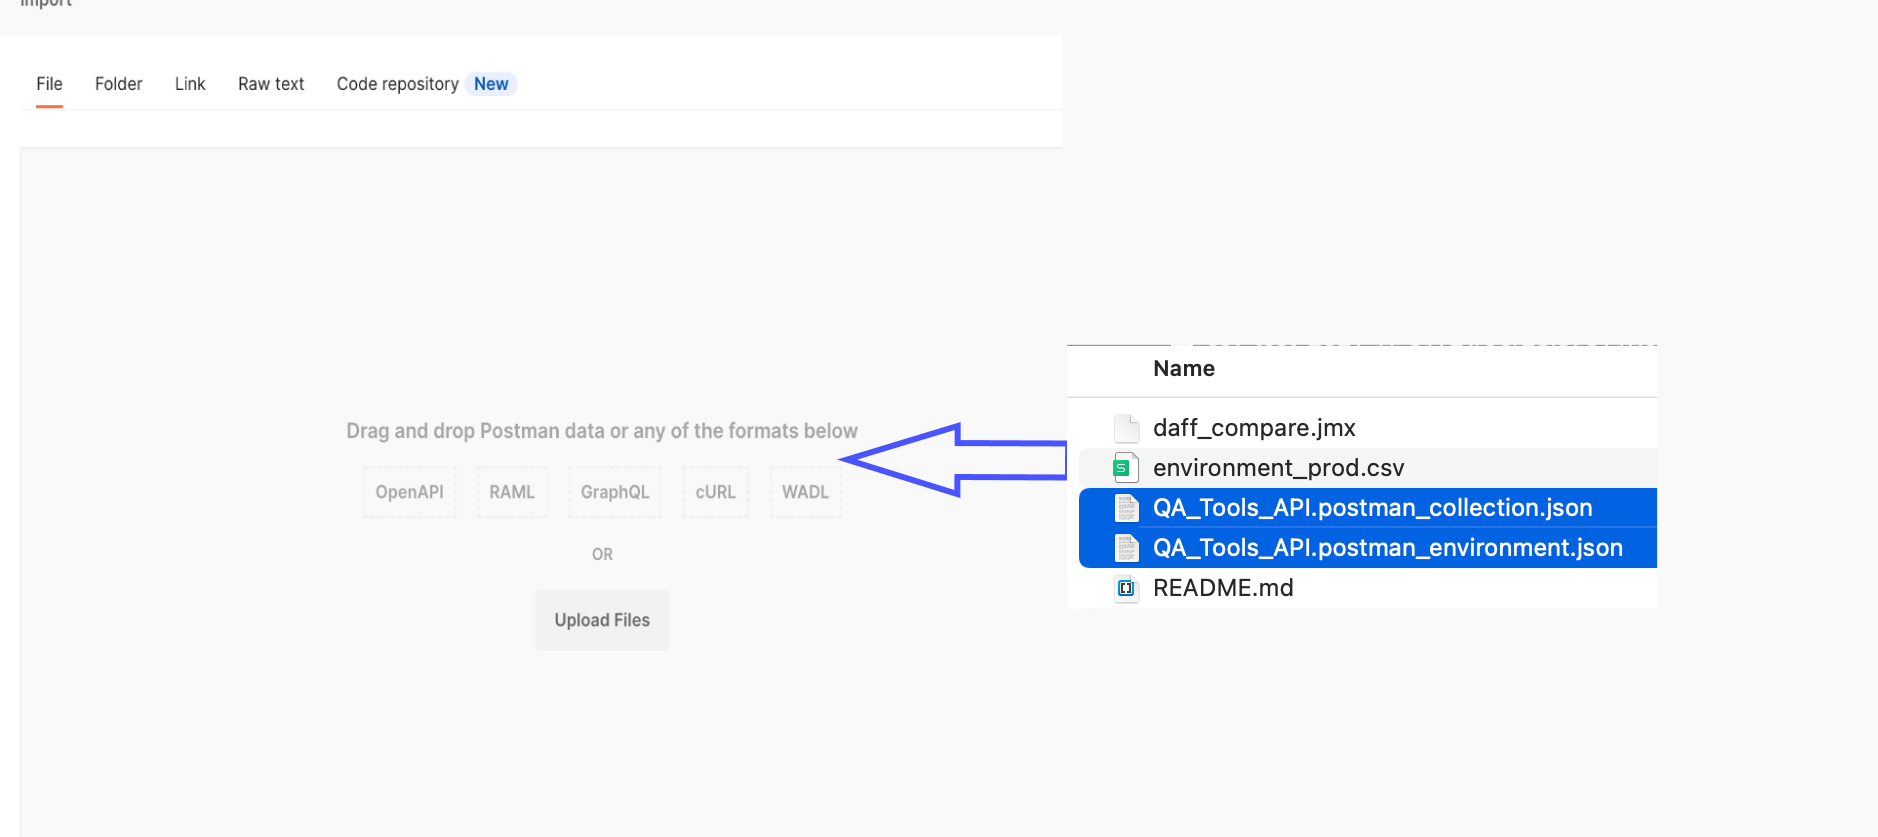 Import
File Folder Link Raw text Code repository New
Drag and drop Postman data or any of the formats below
OpenAPI RAML GraphQL cURL WADL
OR
Upload Files
Name
daff_compare.jmx
S environment_prod.csv
QA_Tools_API.postman_collection.json
QA_Tools_API.postman_environment.json
README.md